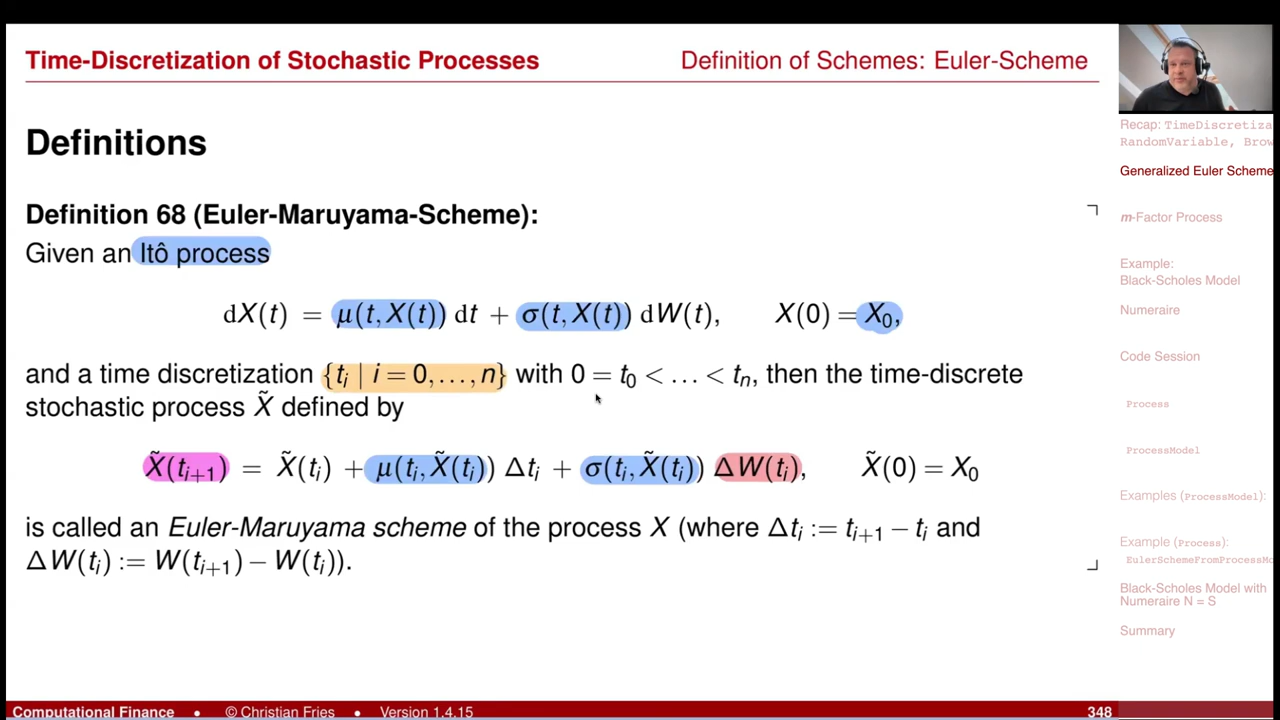 Time-Discretization of Stochastic Processes
Definition of Schemes: Euler-Scheme
Definitions
Definition 68 (Euler-Maruyama-Scheme):
Given an Itô process
dX(t) = μ(t, X(t)) dt + σ(t, X(t)) dW(t), X(0) = X₀,
and a time discretization {tᵢ | i = 0, …, n} with 0 = t₀ < … < tₙ, then the time-discrete
stochastic process X̃ defined by
X̃(tᵢ₊₁) = X̃(tᵢ) + μ(tᵢ, X̃(tᵢ)) Δtᵢ + σ(tᵢ, X̃(tᵢ)) ΔW(tᵢ), X̃(0) = X₀
is called an Euler-Maruyama scheme of the process X (where Δtᵢ := tᵢ₊₁ − tᵢ and
ΔW(tᵢ) := W(tᵢ₊₁) − W(tᵢ)).
Recap: TimeDiscretiza
RandomVariable, Brow
Generalized Euler Scheme
m-Factor Process
Example:
Black-Scholes Model
Numeraire
Code Session
Process
ProcessModel
Examples (ProcessModel):
Example (Process):
EulerSchemeFromProcessMo
Black-Scholes Model with
Numeraire N = S
Summary
Computational Finance • © Christian Fries • Version 1.4.15
348